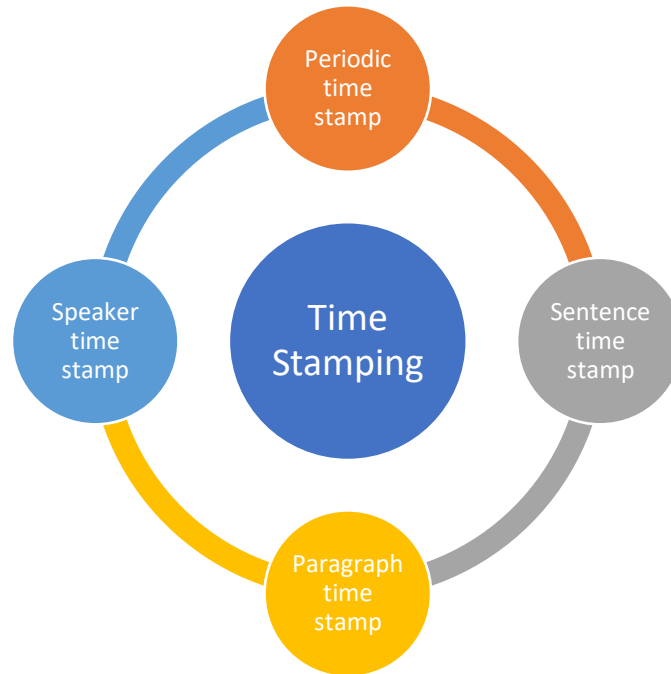 Periodic
time
stamp
Speaker
time
stamp
Time
Stamping
Sentence
time
stamp
Paragraph
time
stamp